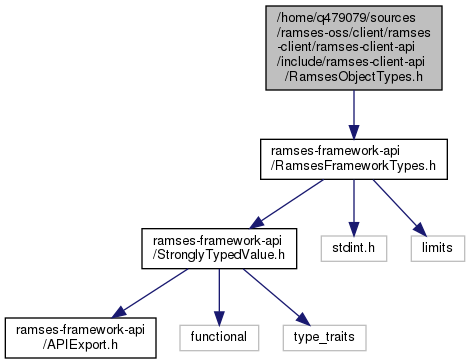 /home/q479079/sources
/ramses-oss/client/ramses
-client/ramses-client-api
/include/ramses-client-api
/RamsesObjectTypes.h
ramses-framework-api
/RamsesFrameworkTypes.h
ramses-framework-api
/StronglyTypedValue.h
stdint.h
limits
ramses-framework-api
/APIExport.h
functional
type_traits